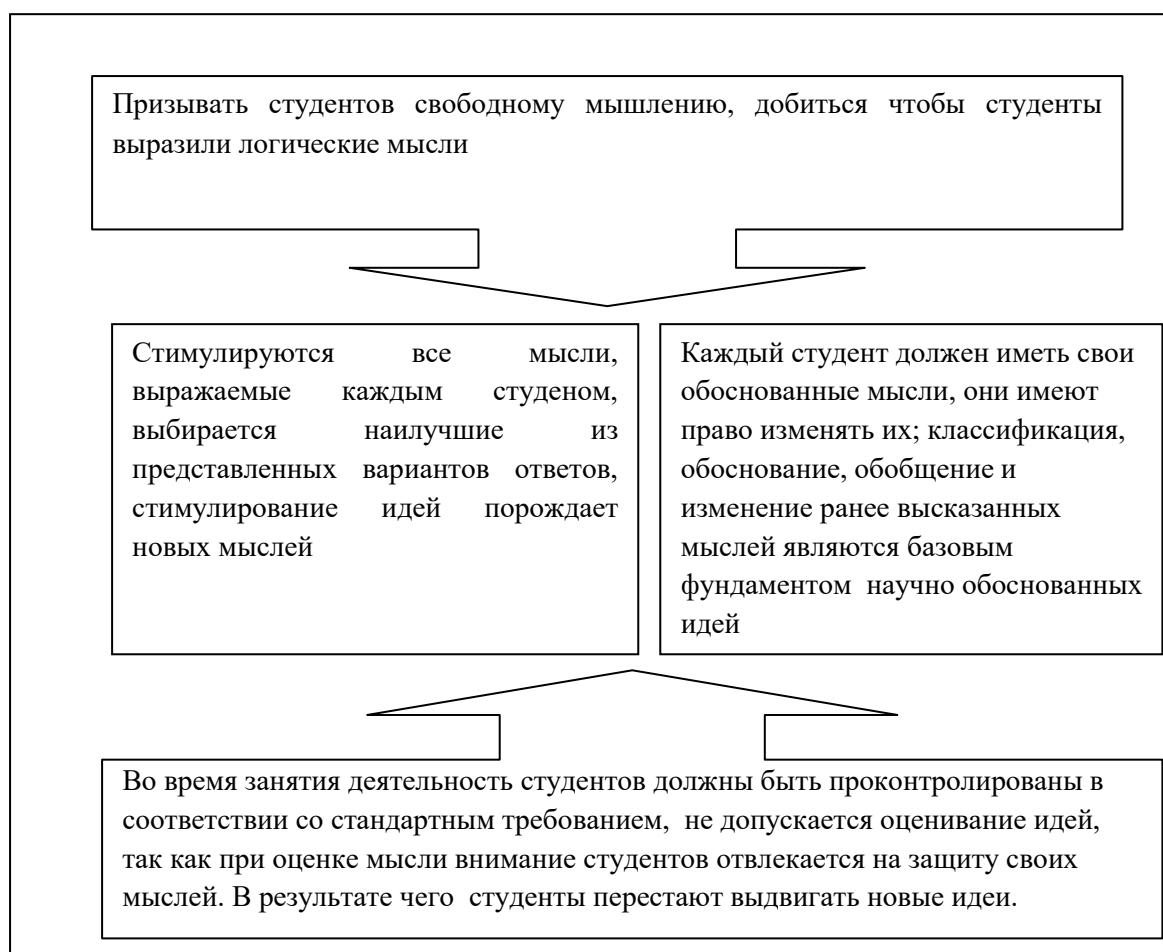 Призывать студентов свободному мышлению, добиться чтобы студенты
выразили логические мысли
Стимулируются все мысли,
выражаемые каждым студеном,
выбирается наилучшие из
представленных вариантов ответов,
стимулирование идей порождает
новых мыслей
Каждый студент должен иметь свои
обоснованные мысли, они имеют
право изменять их; классификация,
обоснование, обобщение и
изменение ранее высказанных
мыслей являются базовым
фундаментом научно обоснованных
идей
Во время занятия деятельность студентов должны быть проконтролированы в
соответствии со стандартным требованием, не допускается оценивание идей,
так как при оценке мысли внимание студентов отвлекается на защиту своих
мыслей. В результате чего студенты перестают выдвигать новые идеи.